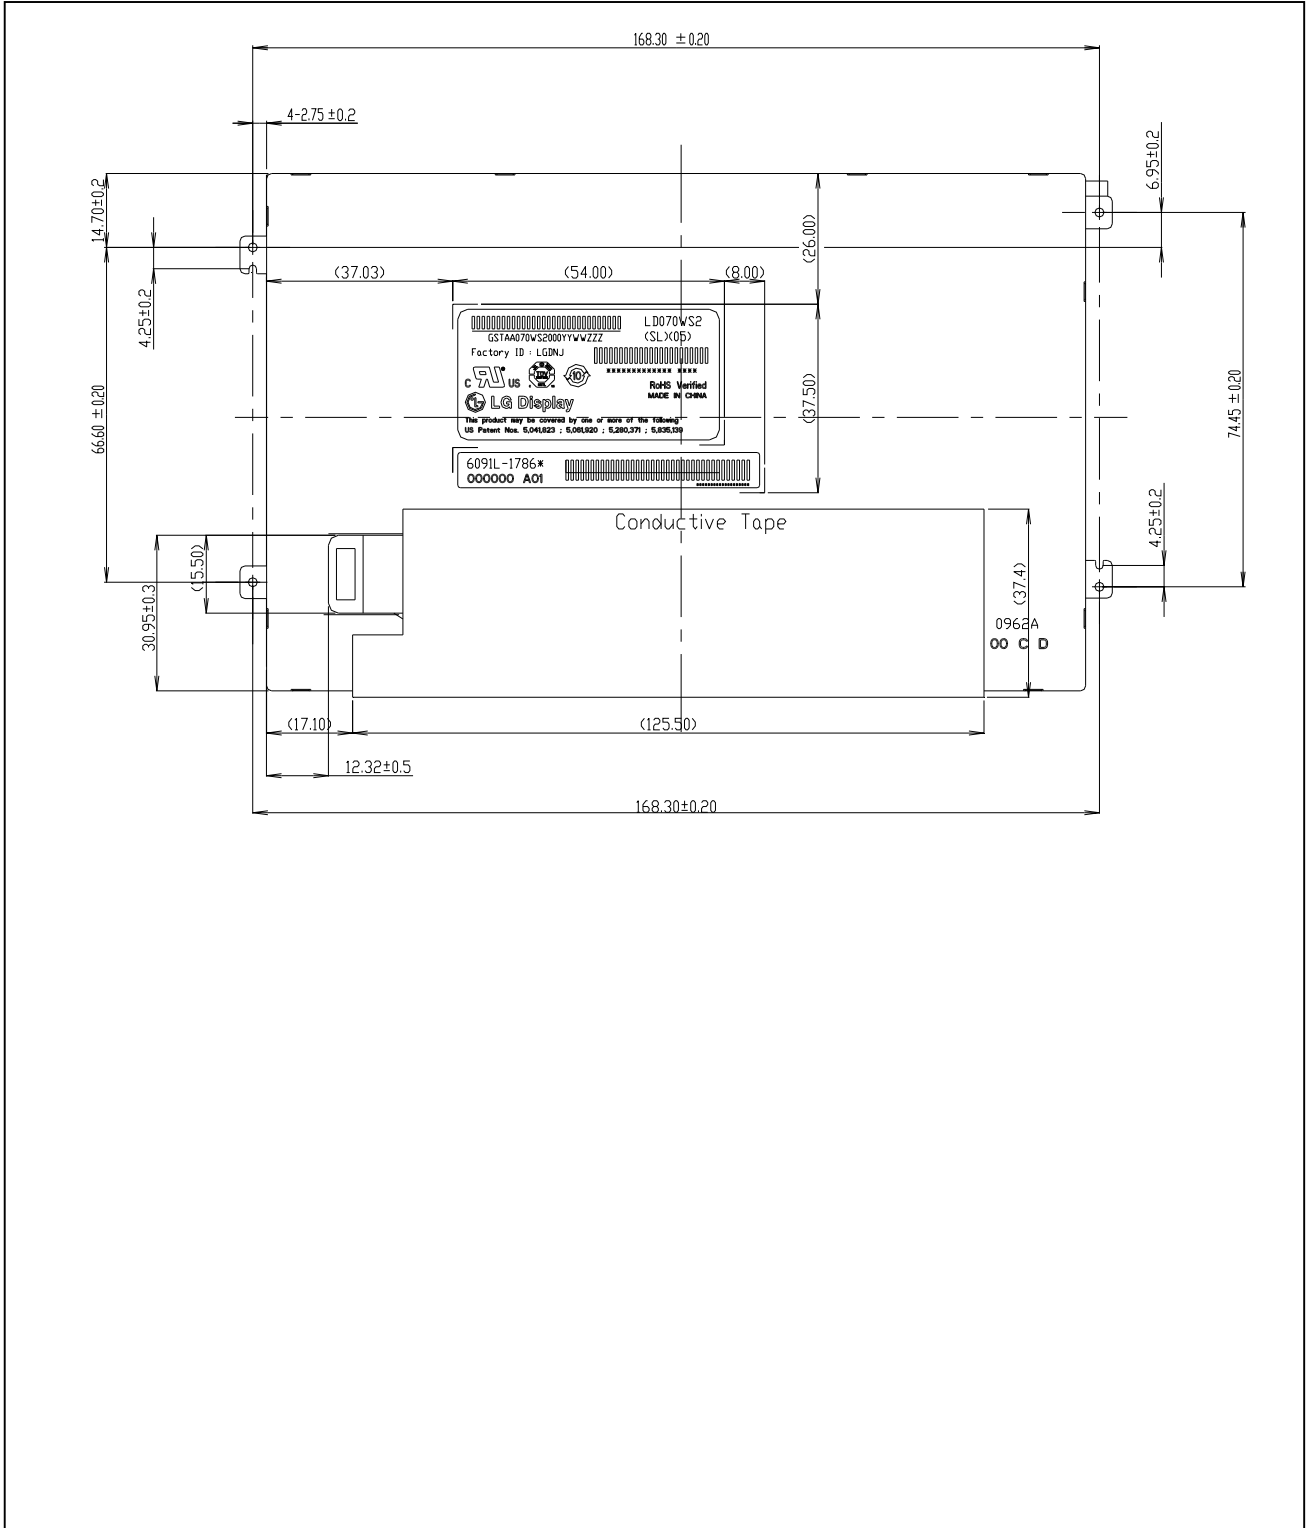 168.30 ±0.20
4-2.75±0.2
6.95±0.2
14.70±0.2
(26.00)
(37.03)
(54.00)
(8.00)
4.25±0.2
LD070WS2
GSTAA070WS2000YYWWZZZ
(SL)(05)
Factory ID : LGDNJ
************* ****
C RU US
10
RoHS Verified
MADE IN CHINA
LG Display
This product may be covered by one or more of the following
US Patent Nos. 5,041,823 ; 5,061,920 ; 5,280,371 ; 5,835,139
(37.50)
66.60 ±0.20
74.45 ±0.20
6091L-1786*
000000 A01
4.25±0.2
Conductive Tape
(15.50)
30.95±0.3
(37.4)
0962A
00 C D
(17.10)
(125.50)
12.32±0.5
168.30±0.20